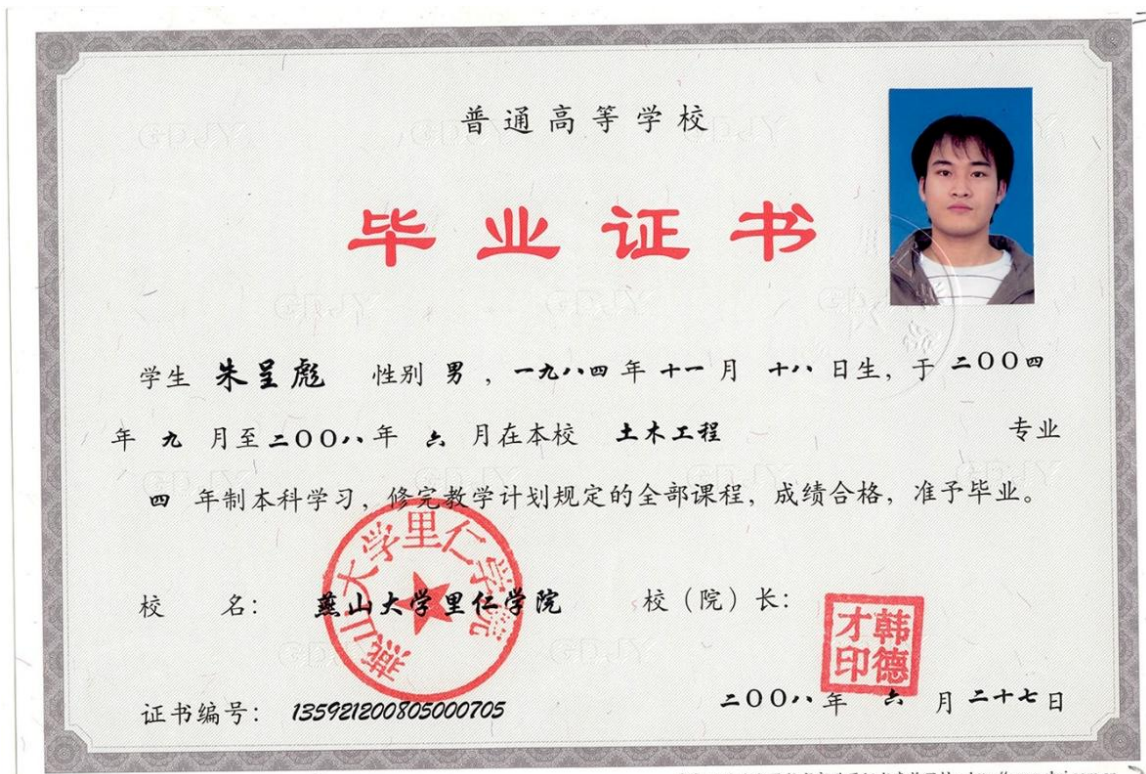 普通高等学校
毕业证书
学生 朱呈彪 性别 男 ，一九八四 年 十一 月 十八 日生，于 二〇〇四
年 九 月至 二〇〇八 年 六 月在本校 土木工程 专业
四 年制本科学习，修完教学计划规定的全部课程，成绩合格，准予毕业。
燕山大学里仁学院
校 名： 燕山大学里仁学院 校（院）长：
韩德才印
证书编号： 135921200805000705 二〇〇八 年 六 月 二十七 日